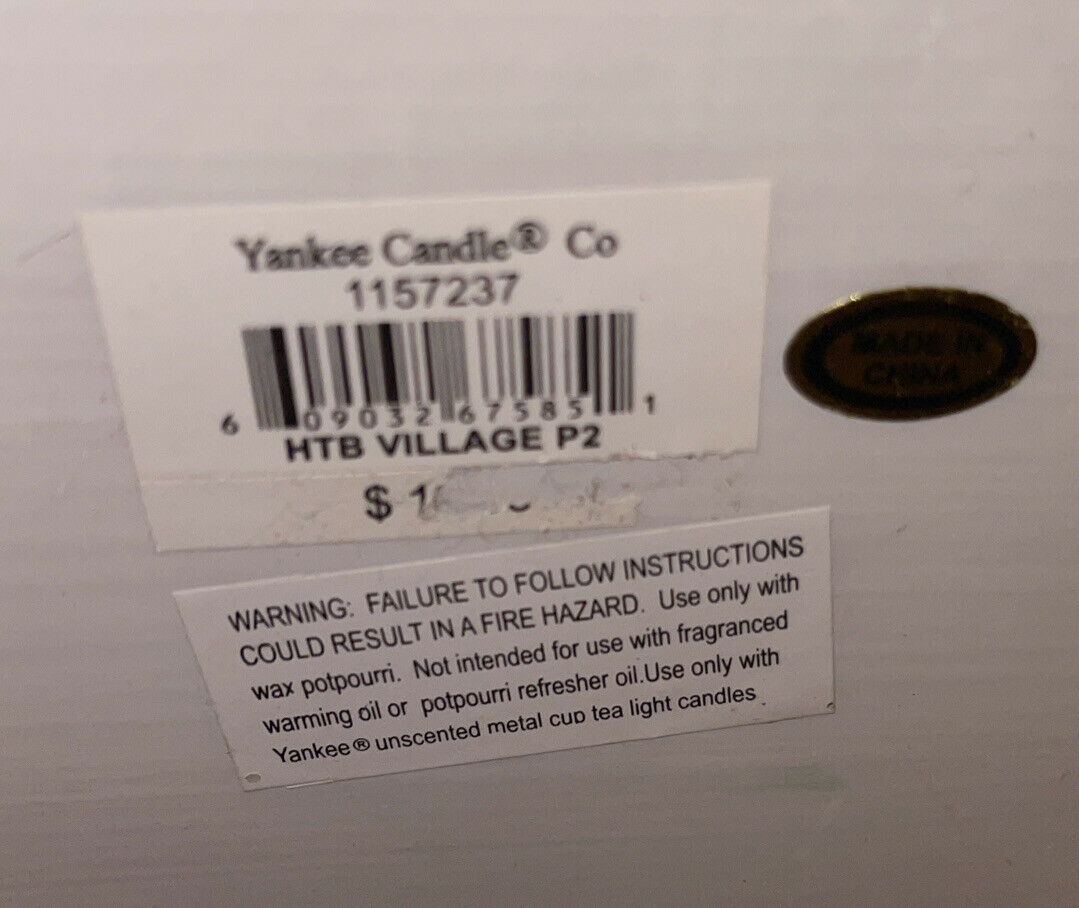 Yankee Candle® Co
1157237
6 09032 67585 1
HTB VILLAGE P2
$ 1
MADE IN
CHINA
WARNING: FAILURE TO FOLLOW INSTRUCTIONS
COULD RESULT IN A FIRE HAZARD. Use only with
wax potpourri. Not intended for use with fragranced
warming oil or potpourri refresher oil.Use only with
Yankee® unscented metal cup tea light candles